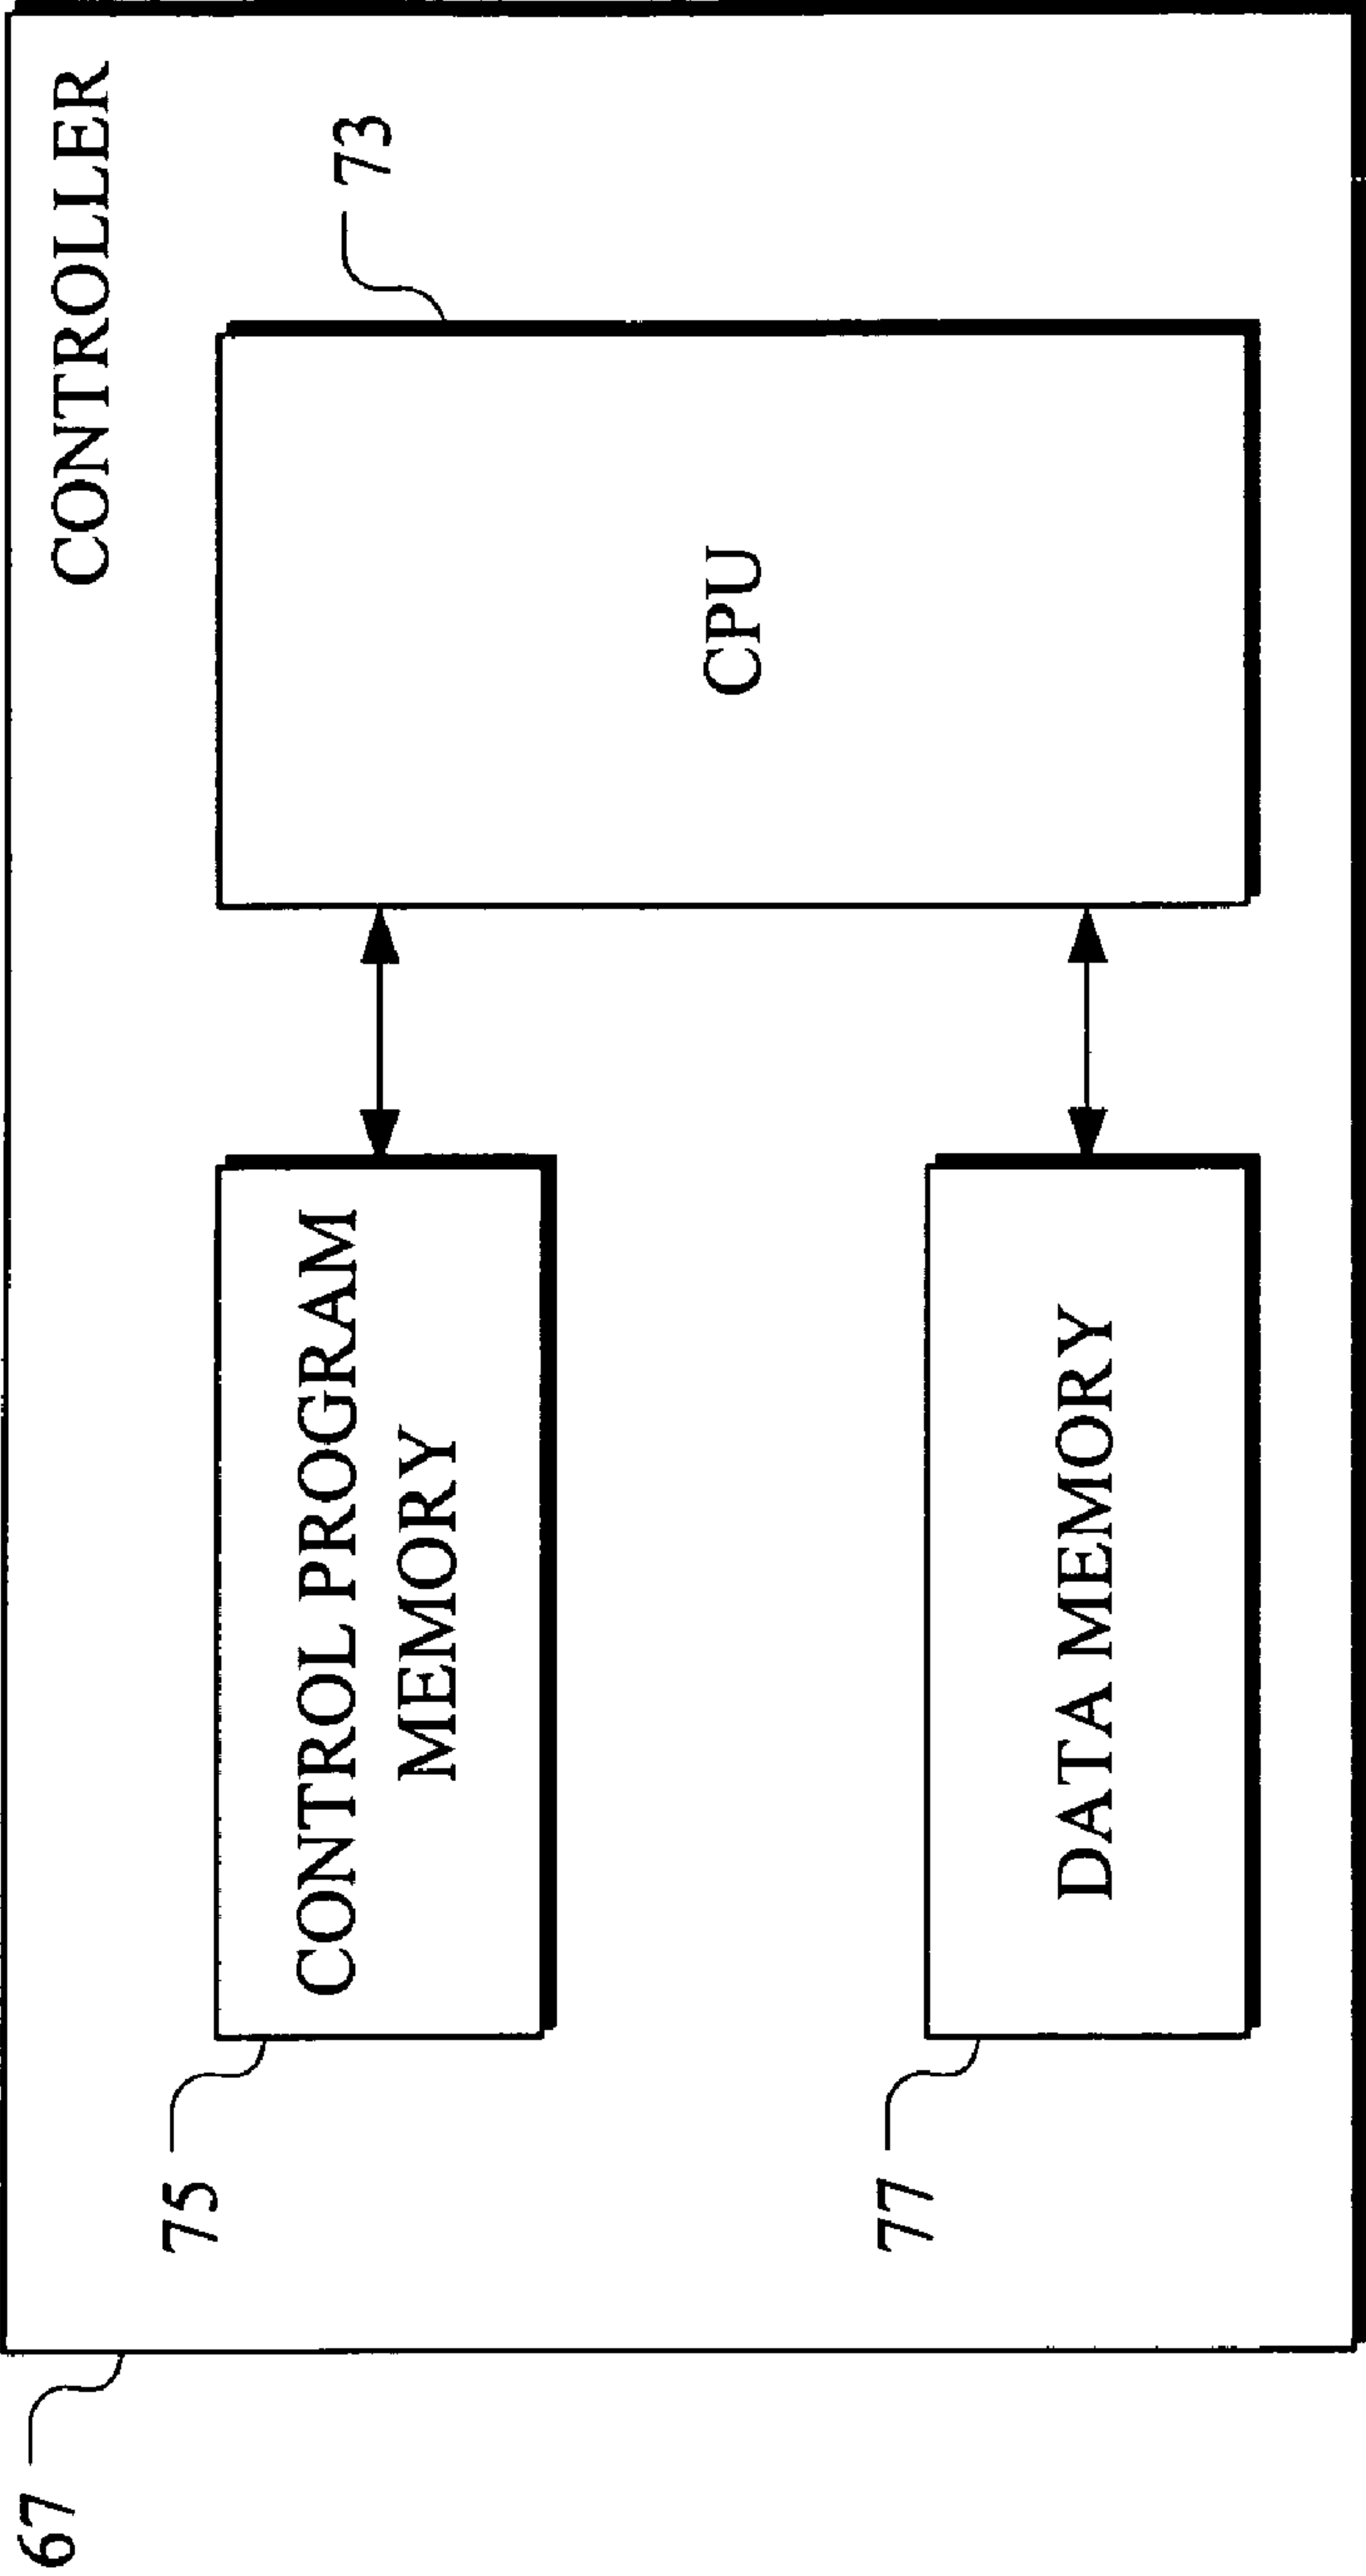 CONTROLLER
73
CPU
CONTROL PROGRAM
MEMORY
75
DATA MEMORY
77
67